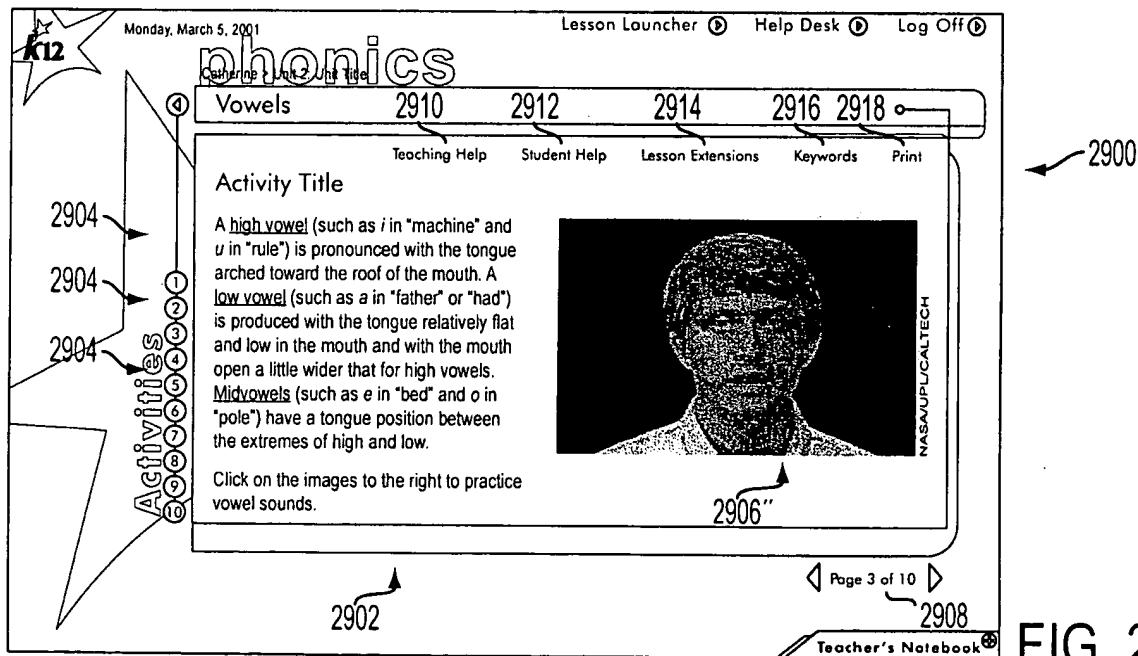 k12
Monday, March 5, 2001
Lesson Launcher Help Desk Log Off
phonics
Catherine > Unit 2: Unit Title
Vowels 2910 2912 2914 2916 2918
Teaching Help Student Help Lesson Extensions Keywords Print
2900
Activity Title
2904
2904
2904
Activities
1
2
3
4
5
6
7
8
9
10
A high vowel (such as i in "machine" and
u in "rule") is pronounced with the tongue
arched toward the roof of the mouth. A
low vowel (such as a in "father" or "had")
is produced with the tongue relatively flat
and low in the mouth and with the mouth
open a little wider that for high vowels.
Midvowels (such as e in "bed" and o in
"pole") have a tongue position between
the extremes of high and low.
Click on the images to the right to practice
vowel sounds.
NASA/UPL/CALTECH
2906"
Page 3 of 10
2902
2908
Teacher's Notebook
FIG. 2